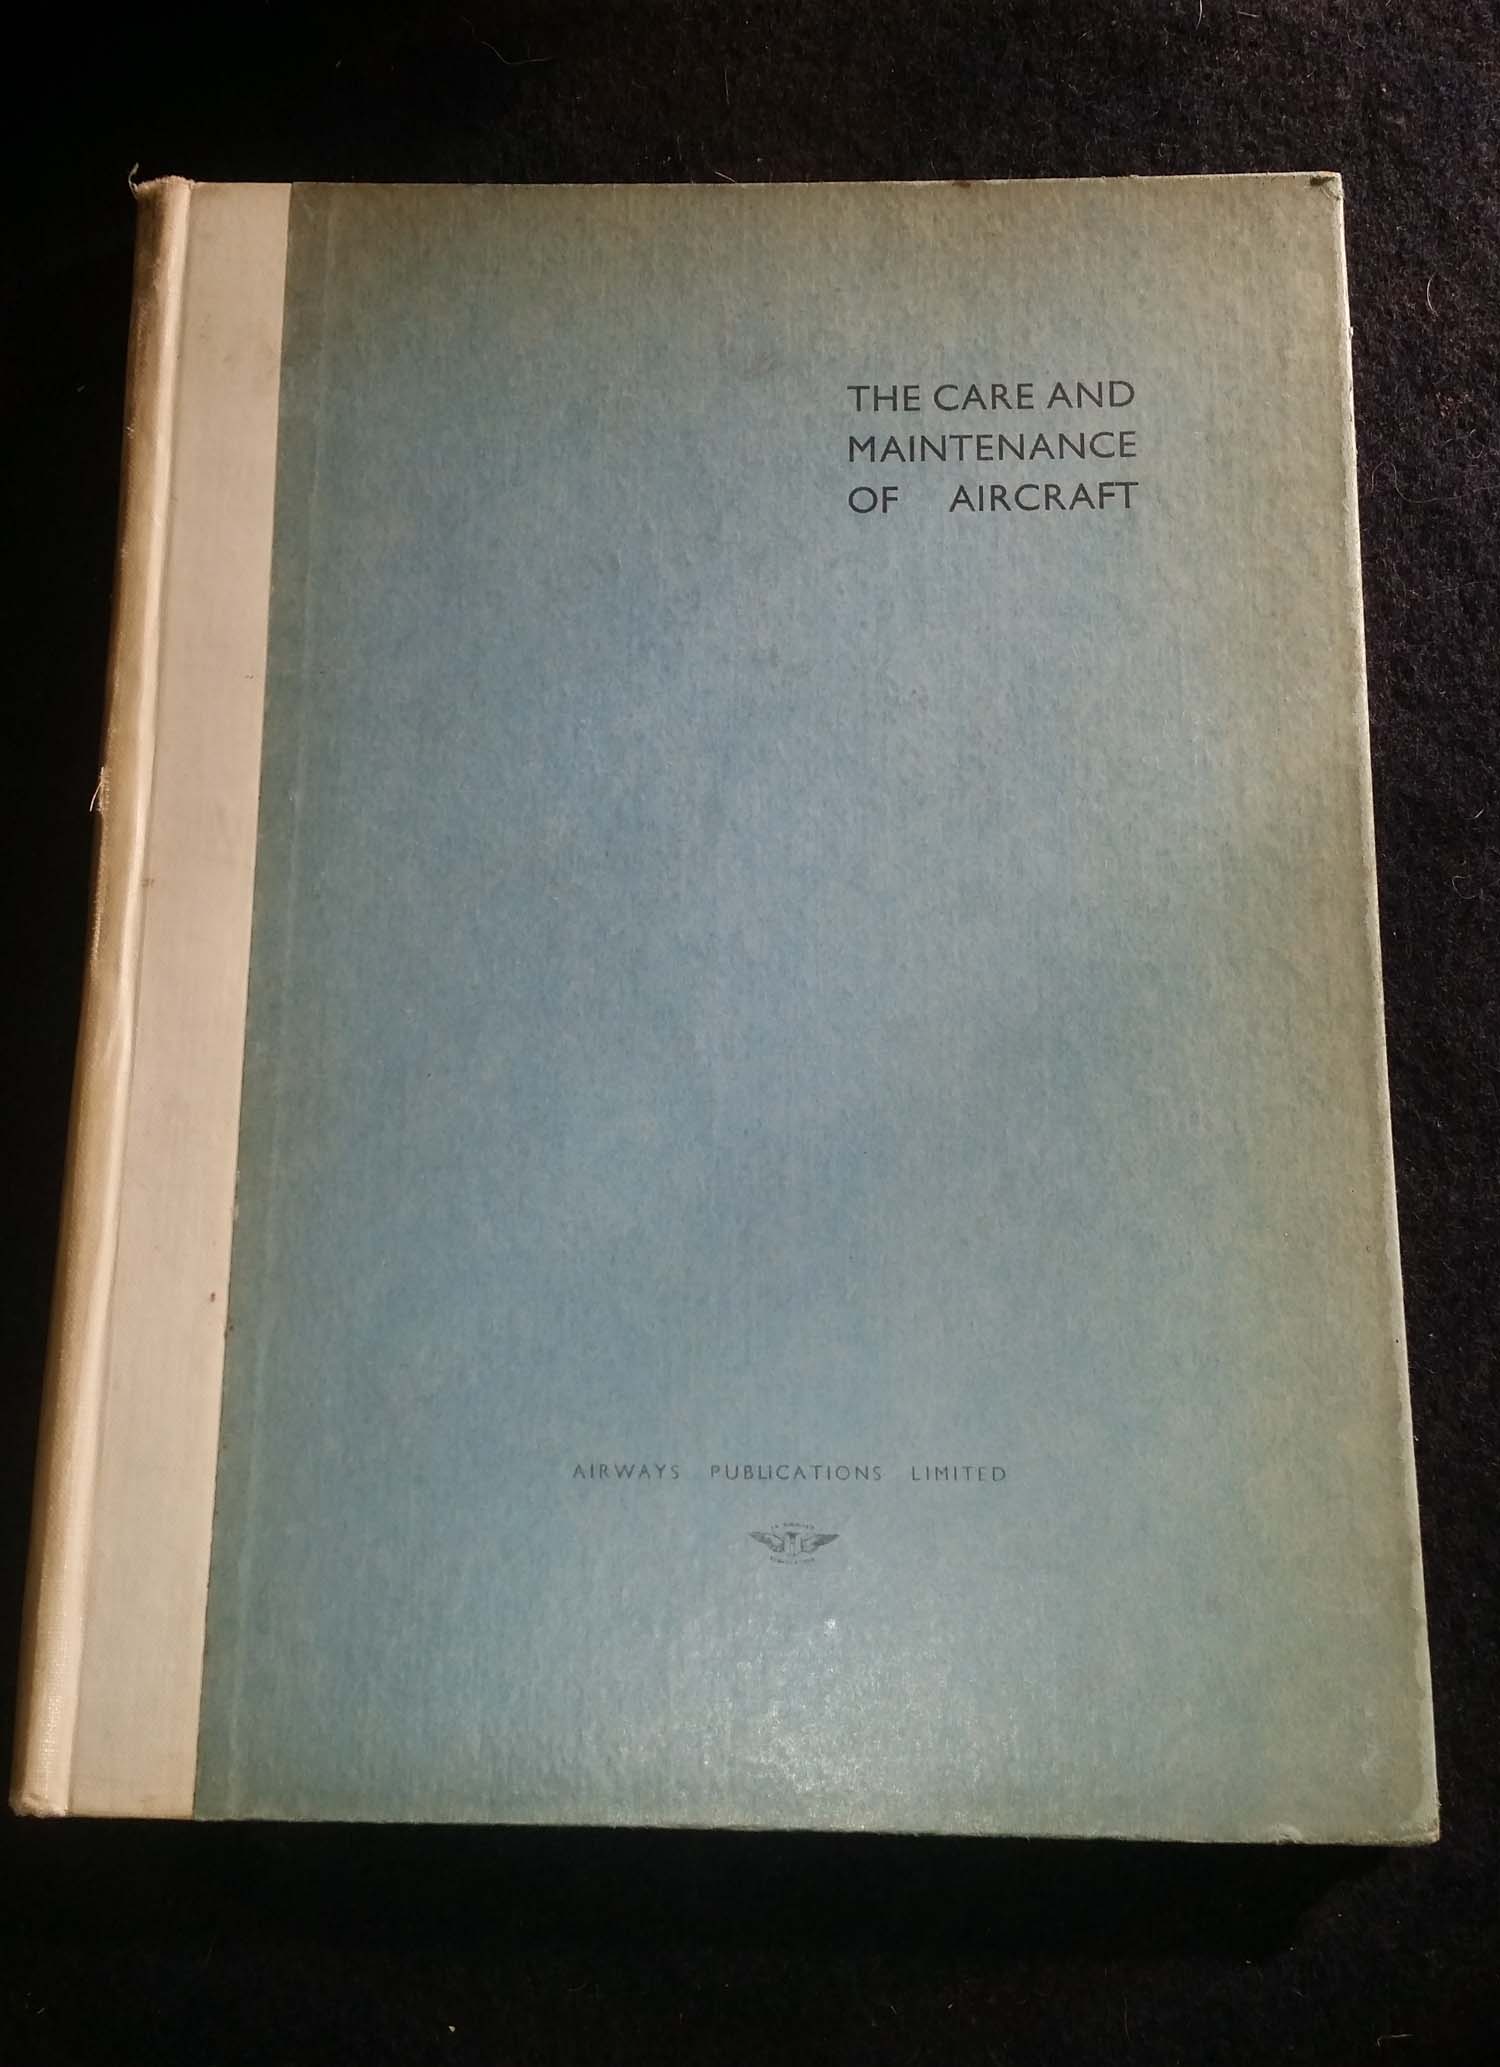 THE CARE AND
MAINTENANCE
OF AIRCRAFT
AIRWAYS PUBLICATIONS LIMITED